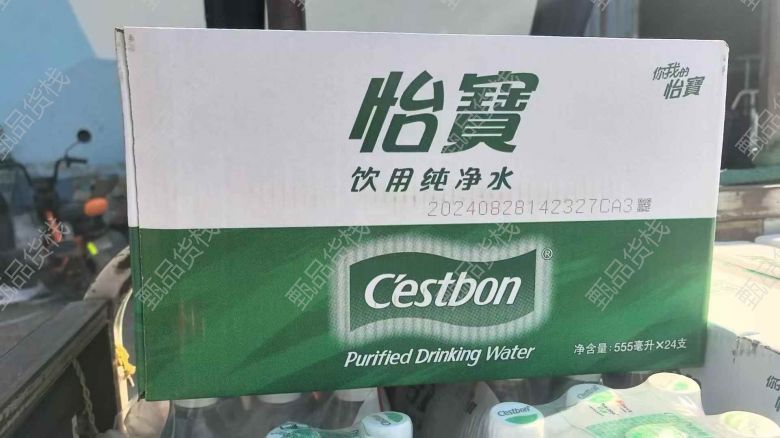 你我的
怡寶
怡寶
饮用纯净水
20240828142327CA3
C'estbon®
Purified Drinking Water
净含量: 555毫升×24支
C'estbon
甄品货栈